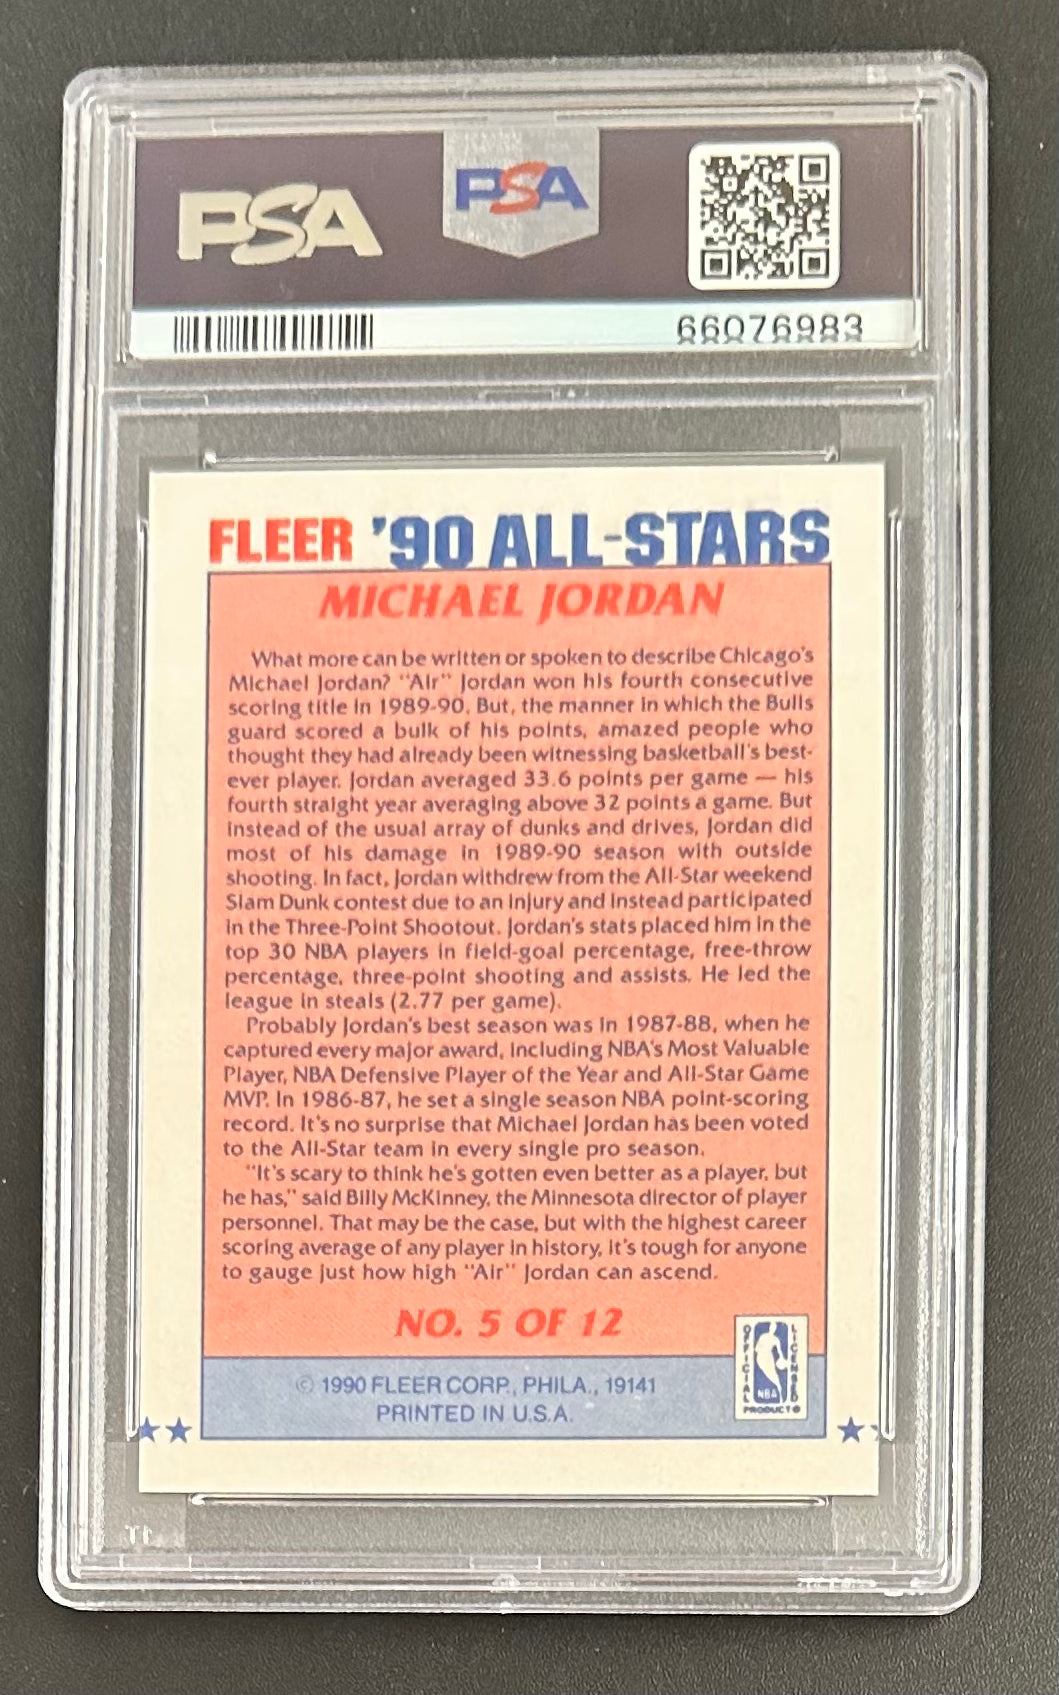 PSA
PSA
66076983
FLEER '90 ALL-STARS
MICHAEL JORDAN
What more can be written or spoken to describe Chicago's
Michael Jordan? "Air" Jordan won his fourth consecutive
scoring title in 1989-90. But, the manner in which the Bulls
guard scored a bulk of his points, amazed people who
thought they had already been witnessing basketball's best-
ever player. Jordan averaged 33.6 points per game — his
fourth straight year averaging above 32 points a game. But
instead of the usual array of dunks and drives, Jordan did
most of his damage in 1989-90 season with outside
shooting. In fact, Jordan withdrew from the All-Star weekend
Slam Dunk contest due to an injury and instead participated
in the Three-Point Shootout. Jordan's stats placed him in the
top 30 NBA players in field-goal percentage, free-throw
percentage, three-point shooting and assists. He led the
league in steals (2.77 per game).
Probably Jordan's best season was in 1987-88, when he
captured every major award, including NBA's Most Valuable
Player, NBA Defensive Player of the Year and All-Star Game
MVP. In 1986-87, he set a single season NBA point-scoring
record. It's no surprise that Michael Jordan has been voted
to the All-Star team in every single pro season.
"It's scary to think he's gotten even better as a player, but
he has," said Billy McKinney, the Minnesota director of player
personnel. That may be the case, but with the highest career
scoring average of any player in history, it's tough for anyone
to gauge just how high "Air" Jordan can ascend.
NO. 5 OF 12
OFFICIAL
LICENSED
NBA
PRODUCT
© 1990 FLEER CORP., PHILA., 19141
PRINTED IN U.S.A.